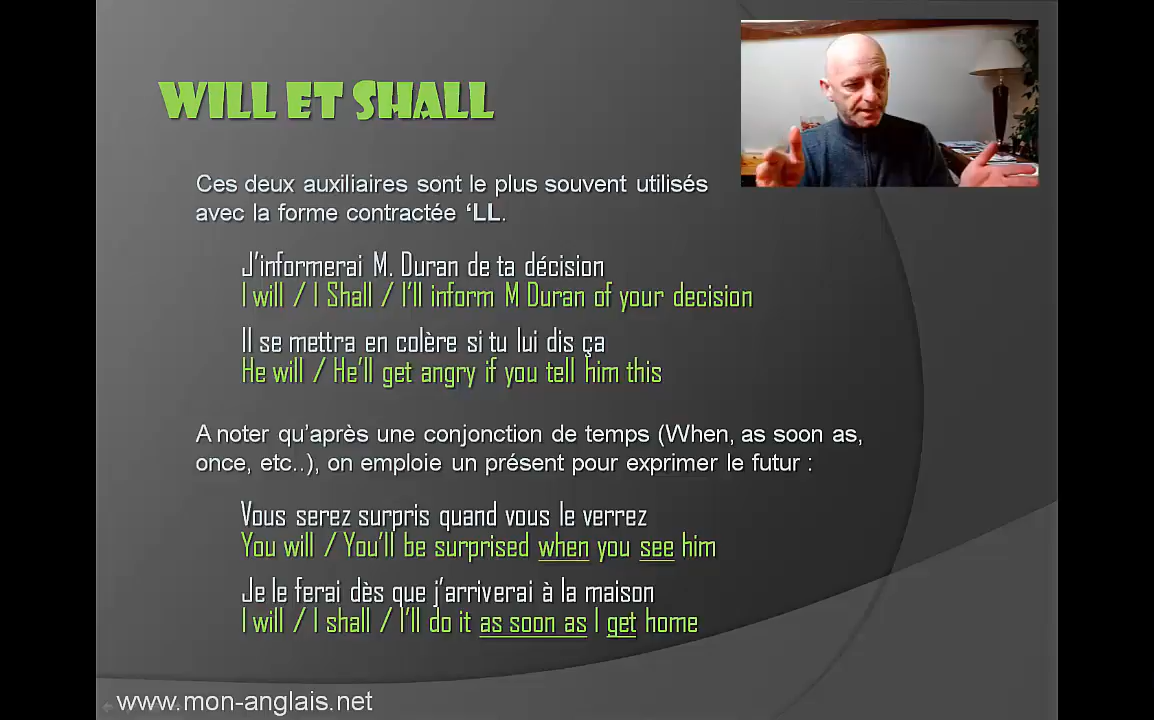 WILL ET SHALL
Ces deux auxiliaires sont le plus souvent utilisés
avec la forme contractée ‘LL.
J’informerai M. Duran de ta décision
I will / I Shall / I’ll inform M Duran of your decision
Il se mettra en colère si tu lui dis ça
He will / He’ll get angry if you tell him this
A noter qu’après une conjonction de temps (When, as soon as,
once, etc..), on emploie un présent pour exprimer le futur :
Vous serez surpris quand vous le verrez
You will / You’ll be surprised when you see him
Je le ferai dès que j’arriverai à la maison
I will / I shall / I’ll do it as soon as I get home
www.mon-anglais.net